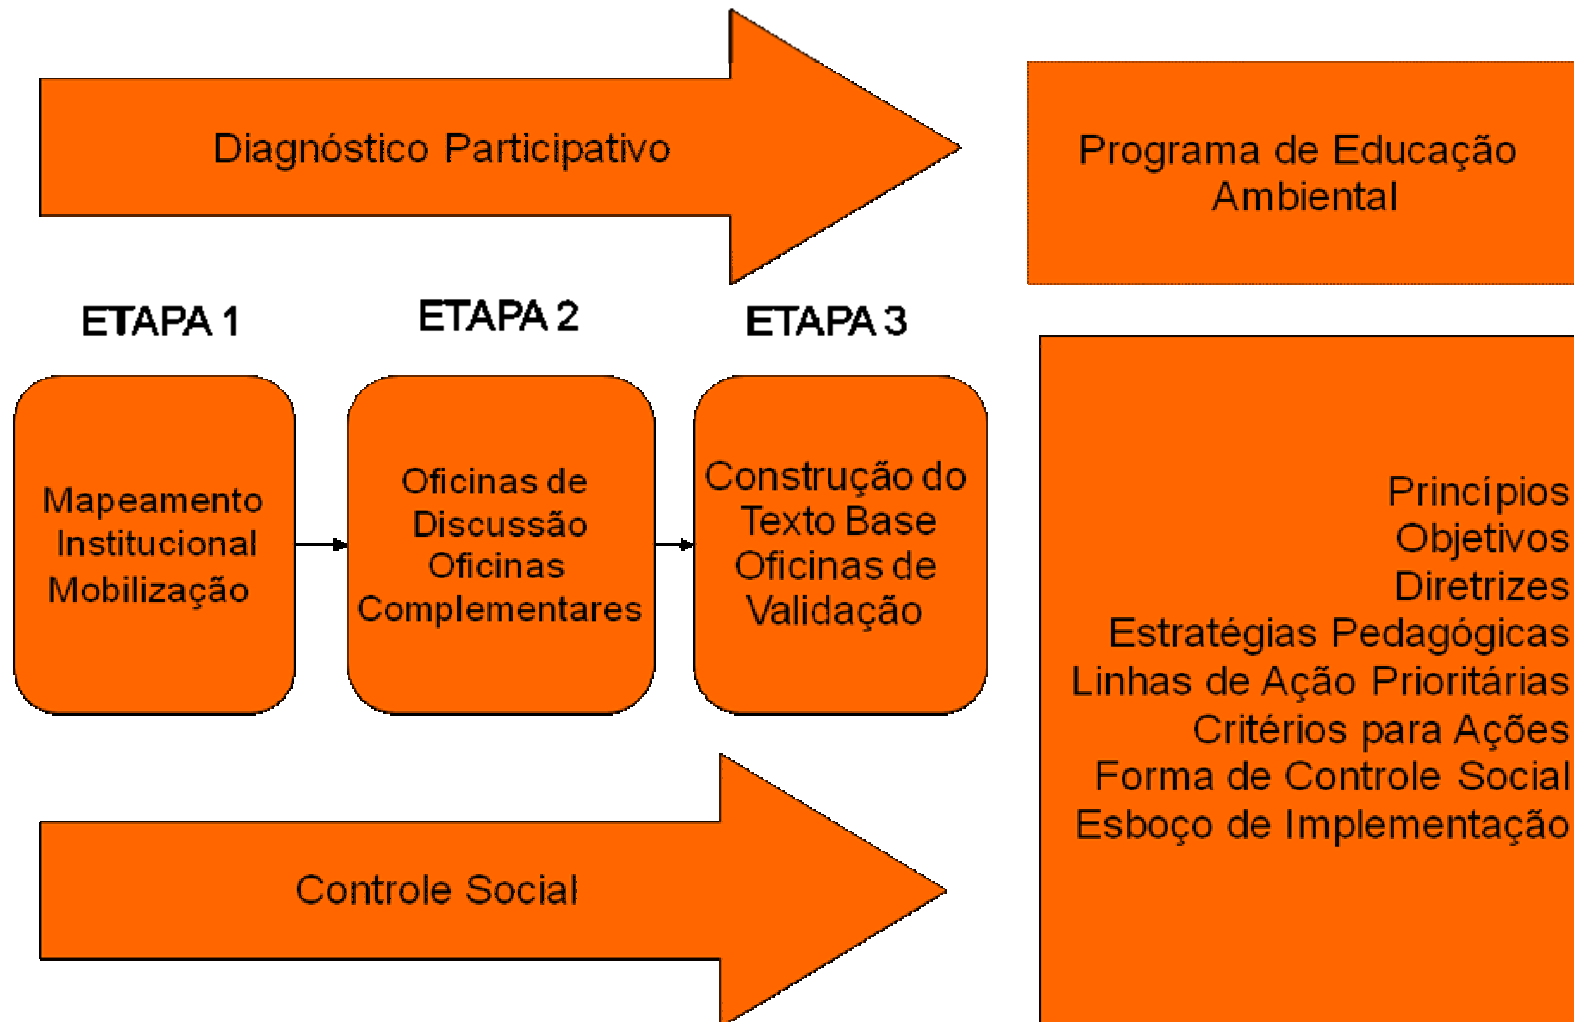 Diagnóstico Participativo
Programa de Educação
Ambiental
ETAPA 1
ETAPA 2
ETAPA 3
Mapeamento
Institucional
Mobilização
Oficinas de
Discussão
Oficinas
Complementares
Construção do
Texto Base
Oficinas de
Validação
Princípios
Objetivos
Diretrizes
Estratégias Pedagógicas
Linhas de Ação Prioritárias
Critérios para Ações
Forma de Controle Social
Esboço de Implementação
Controle Social